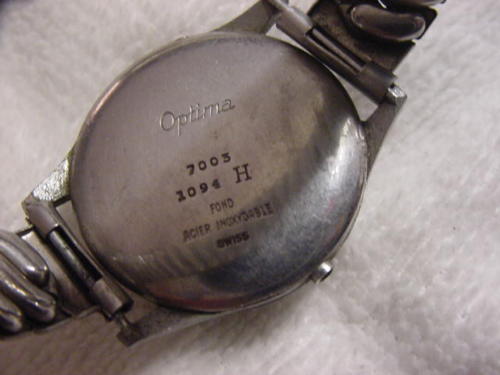 Optima
7003
1094 H
FOND
ACIER INOXYDABLE
SWISS